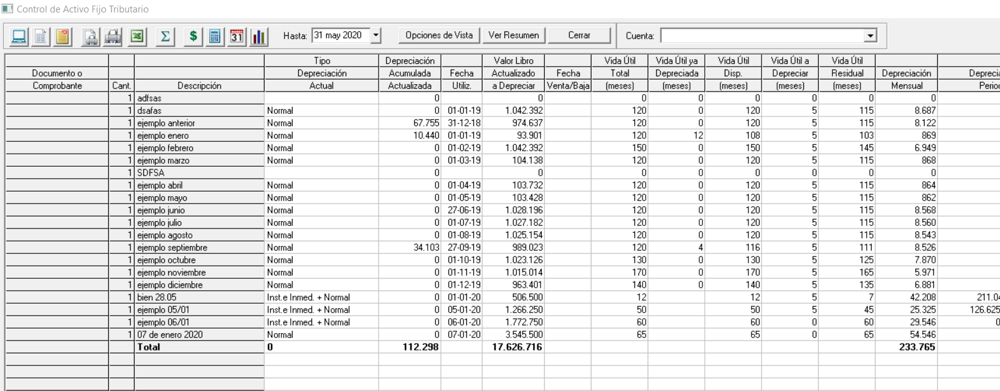 Control de Activo Fijo Tributario
Hasta: 31 may 2020 Opciones de Vista Ver Resumen Cerrar Cuenta:
Tipo Depreciación Valor Libro Vida Útil Vida Útil ya Vida Útil Vida Útil a Vida Útil
Documento o Depreciación Acumulada Fecha Actualizado Fecha Total Depreciada Disp. Depreciar Residual Depreciación Deprecia
Comprobante Cant. Descripción Actual Actualizada Utiliz. a Depreciar Venta/Baja (meses) (meses) (meses) (meses) (meses) Mensual Perio
1 adfsas 0 0 0 0 0 0 0 0
1 dsafas Normal 0 01-01-19 1.042.392 120 0 120 5 115 8.687
1 ejemplo anterior Normal 67.755 31-12-18 974.637 120 0 120 5 115 8.122
1 ejemplo enero Normal 10.440 01-01-19 93.901 120 12 108 5 103 869
1 ejemplo febrero Normal 0 01-02-19 1.042.392 150 0 150 5 145 6.949
1 ejemplo marzo Normal 0 01-03-19 104.138 120 0 120 5 115 868
1 SDFSA 0 0 0 0 0 0 0 0
1 ejemplo abril Normal 0 01-04-19 103.732 120 0 120 5 115 864
1 ejemplo mayo Normal 0 01-05-19 103.428 120 0 120 5 115 862
1 ejemplo junio Normal 0 27-06-19 1.028.196 120 0 120 5 115 8.568
1 ejemplo julio Normal 0 01-07-19 1.027.182 120 0 120 5 115 8.560
1 ejemplo agosto Normal 0 01-08-19 1.025.154 120 0 120 5 115 8.543
1 ejemplo septiembre Normal 34.103 27-09-19 989.023 120 4 116 5 111 8.526
1 ejemplo octubre Normal 0 01-10-19 1.023.126 130 0 130 5 125 7.870
1 ejemplo noviembre Normal 0 01-11-19 1.015.014 170 0 170 5 165 5.971
1 ejemplo diciembre Normal 0 01-12-19 963.401 140 0 140 5 135 6.881
1 bien 28.05 Inst.e Inmed. + Normal 0 01-01-20 506.500 12 12 5 7 42.208 211.04
1 ejemplo 05/01 Inst.e Inmed. + Normal 0 05-01-20 1.266.250 50 50 5 45 25.325 126.625
1 ejemplo 06/01 Inst.e Inmed. + Normal 0 06-01-20 1.772.750 60 60 0 60 29.546 0
1 07 de enero 2020 Normal 0 07-01-20 3.545.500 65 65 0 65 54.546
Total 0 112.298 17.626.716 233.765